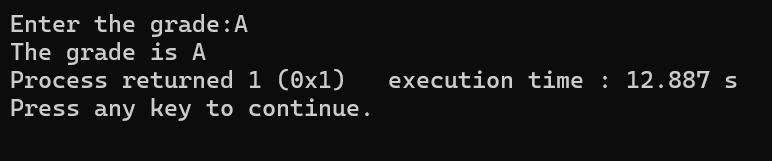 Enter the grade:A
The grade is A
Process returned 1 (0x1)   execution time : 12.887 s
Press any key to continue.